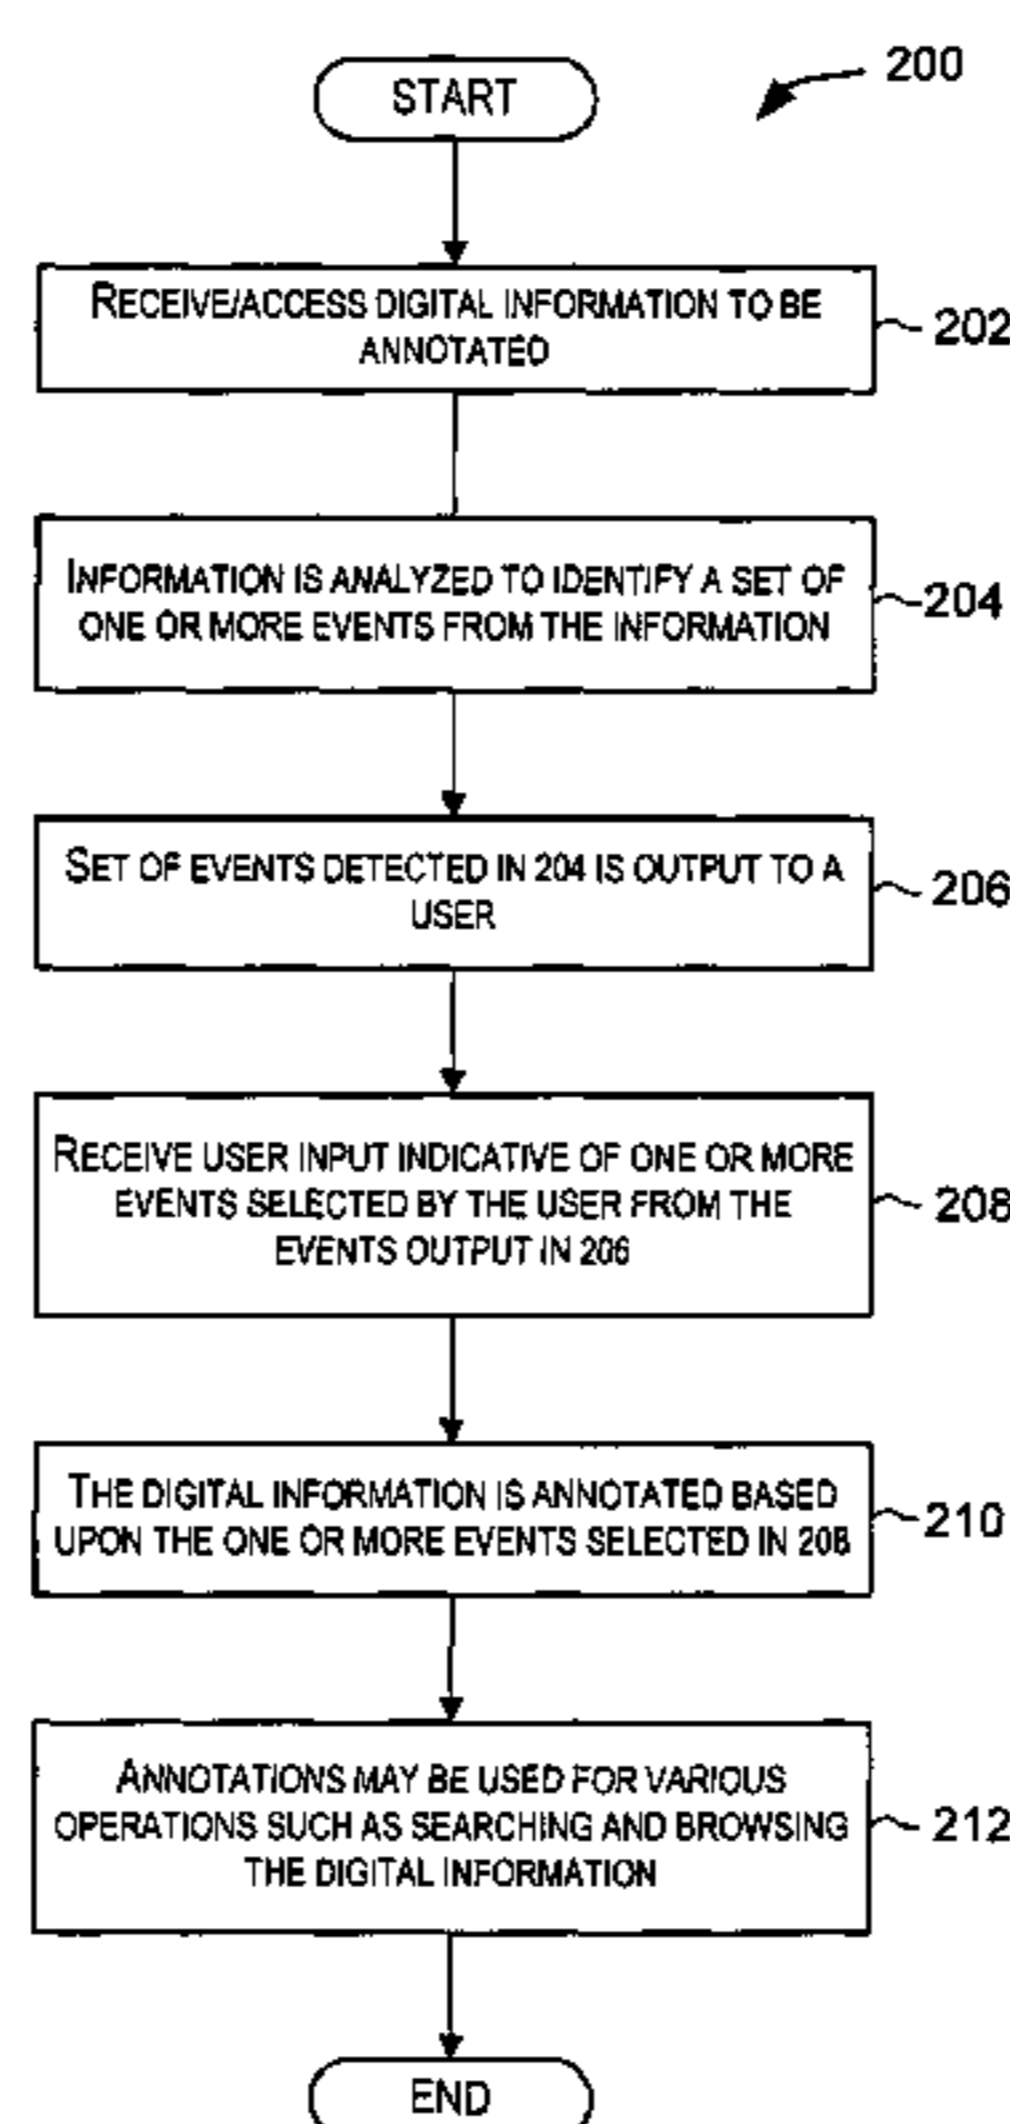 START
200
RECEIVE/ACCESS DIGITAL INFORMATION TO BE
ANNOTATED
202
INFORMATION IS ANALYZED TO IDENTIFY A SET OF
ONE OR MORE EVENTS FROM THE INFORMATION
204
SET OF EVENTS DETECTED IN 204 IS OUTPUT TO A
USER
206
RECEIVE USER INPUT INDICATIVE OF ONE OR MORE
EVENTS SELECTED BY THE USER FROM THE
EVENTS OUTPUT IN 206
208
THE DIGITAL INFORMATION IS ANNOTATED BASED
UPON THE ONE OR MORE EVENTS SELECTED IN 208
210
ANNOTATIONS MAY BE USED FOR VARIOUS
OPERATIONS SUCH AS SEARCHING AND BROWSING
THE DIGITAL INFORMATION
212
END